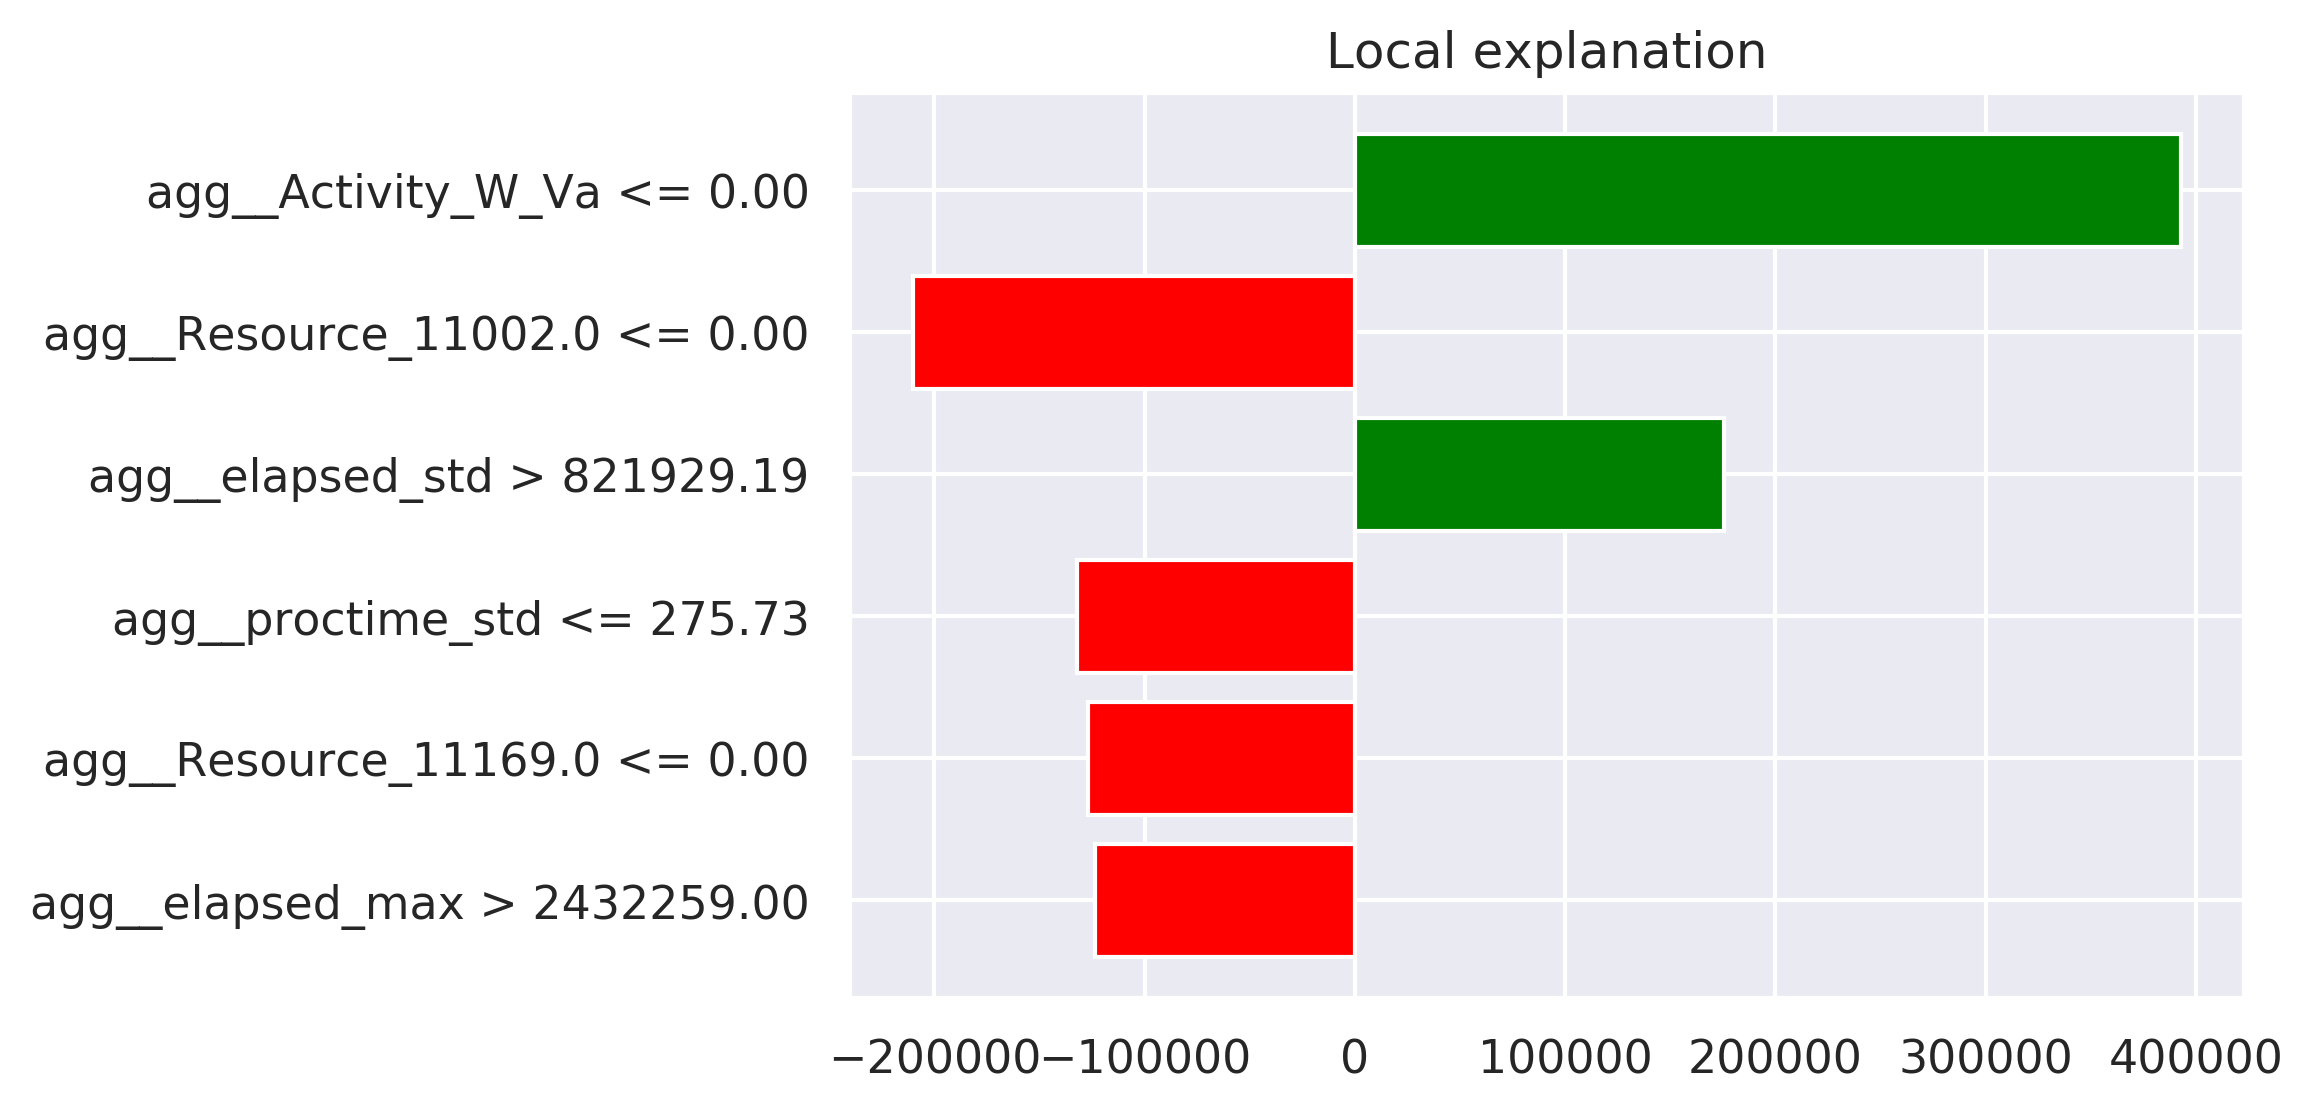 Local explanation
agg__Activity_W_Va <= 0.00
agg__Resource_11002.0 <= 0.00
agg__elapsed_std > 821929.19
agg__proctime_std <= 275.73
agg__Resource_11169.0 <= 0.00
agg__elapsed_max > 2432259.00
−200000 −100000 0 100000 200000 300000 400000